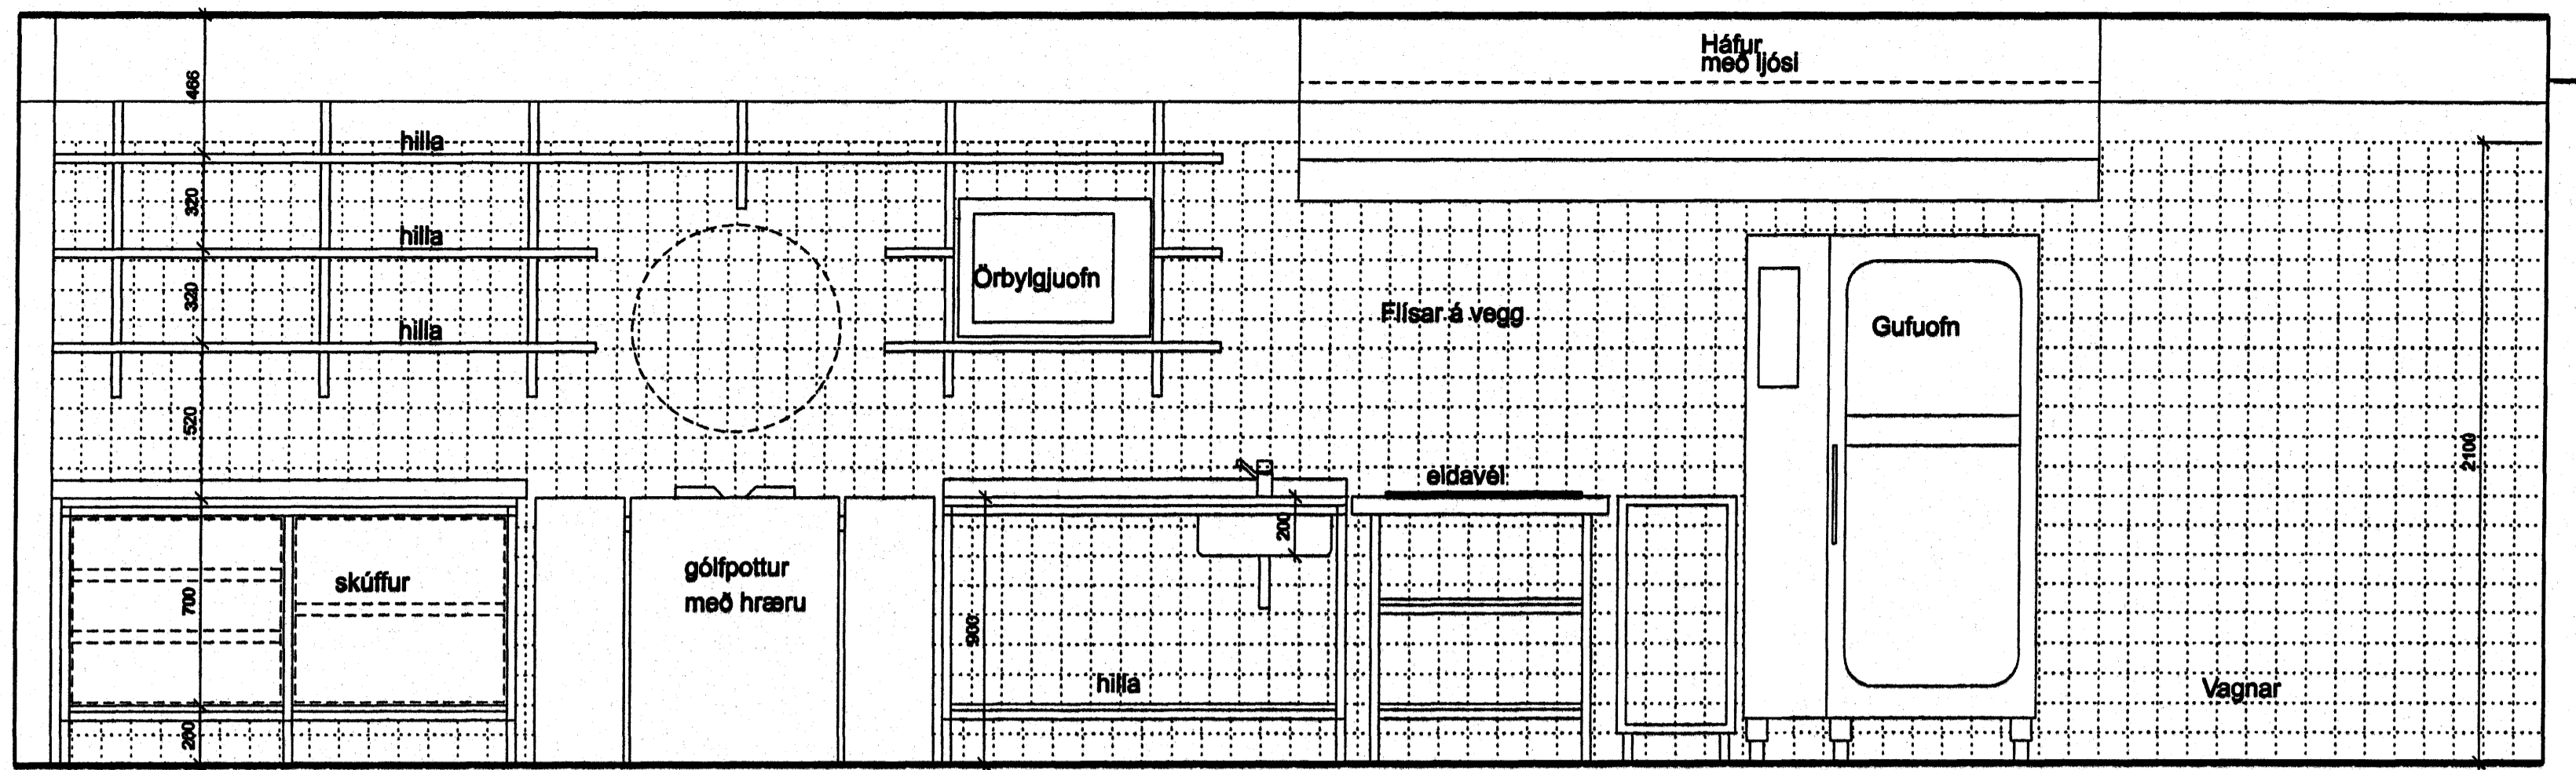 Háfur
með ljósi
466
hilla
320
hilla
Örbylgjuofn
320
hilla
Flísar á vegg
Gufuofn
520
2100
eldavél
200
skúffur
gólfpottur
með hræru
700
900
hilla
Vagnar
200